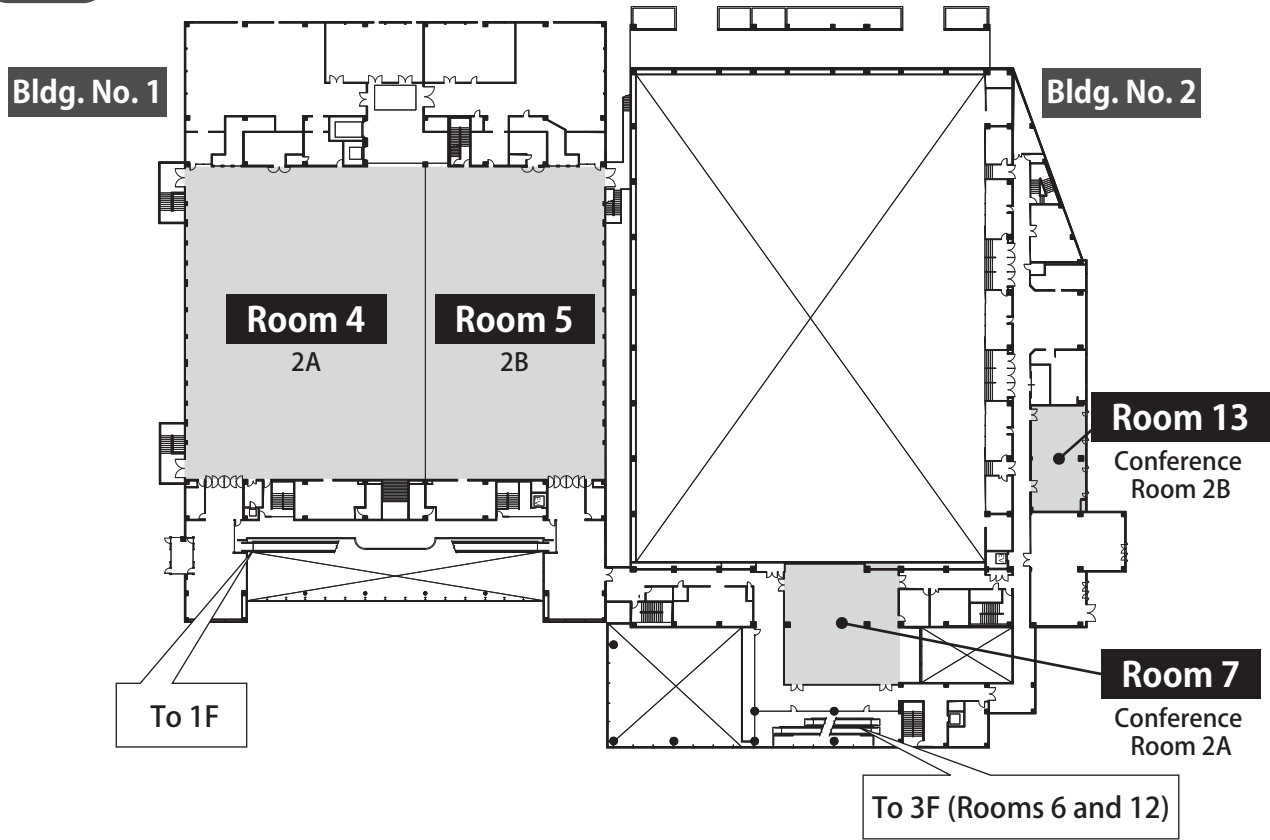 Bldg. No. 1
Bldg. No. 2
Room 4
2A
Room 5
2B
Room 13
Conference
Room 2B
Room 7
Conference
Room 2A
To 1F
To 3F (Rooms 6 and 12)